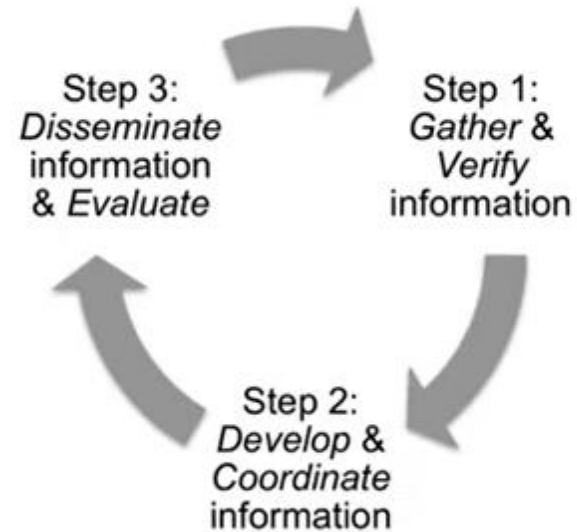 Step 1:
Gather &
Verify
information
Step 2:
Develop &
Coordinate
information
Step 3:
Disseminate
information
& Evaluate